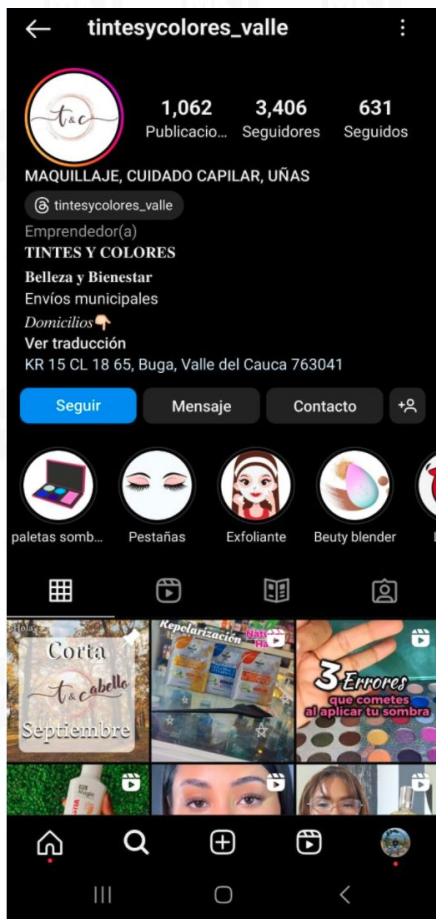 tintesycolores_valle
t&c
1,062 3,406 631
Publicacio... Seguidores Seguidos
MAQUILLAJE, CUIDADO CAPILAR, UÑAS
tintesycolores_valle
Emprendedor(a)
TINTES Y COLORES
Belleza y Bienestar
Envíos municipales
Domicilios👇🏻
Ver traducción
KR 15 CL 18 65, Buga, Valle del Cauca 763041
Seguir Mensaje Contacto
paletas somb... Pestañas Exfoliante Beuty blender
Corta
t&c cabello
Septiembre
Repolarización
3 Errores
que cometes
al aplicar tu sombra